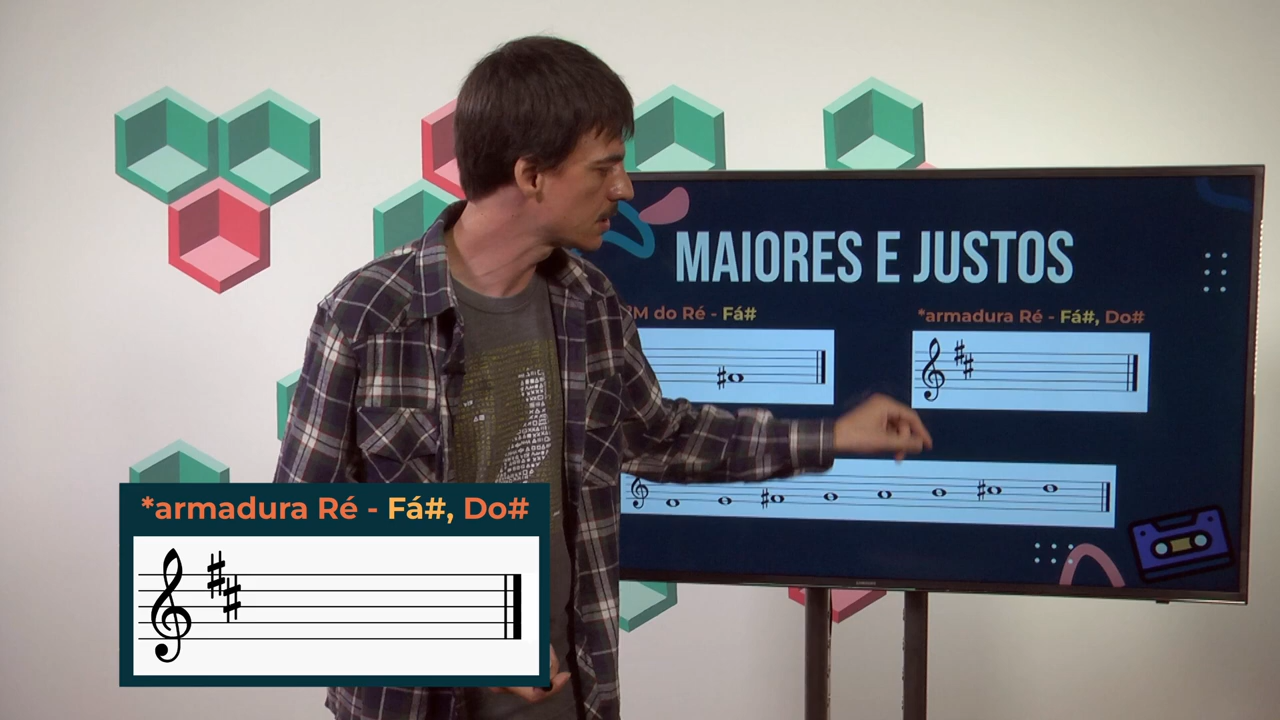 MAIORES E JUSTOS
M do Ré - Fá#
*armadura Ré - Fá#, Do#
*armadura Ré - Fá#, Do#